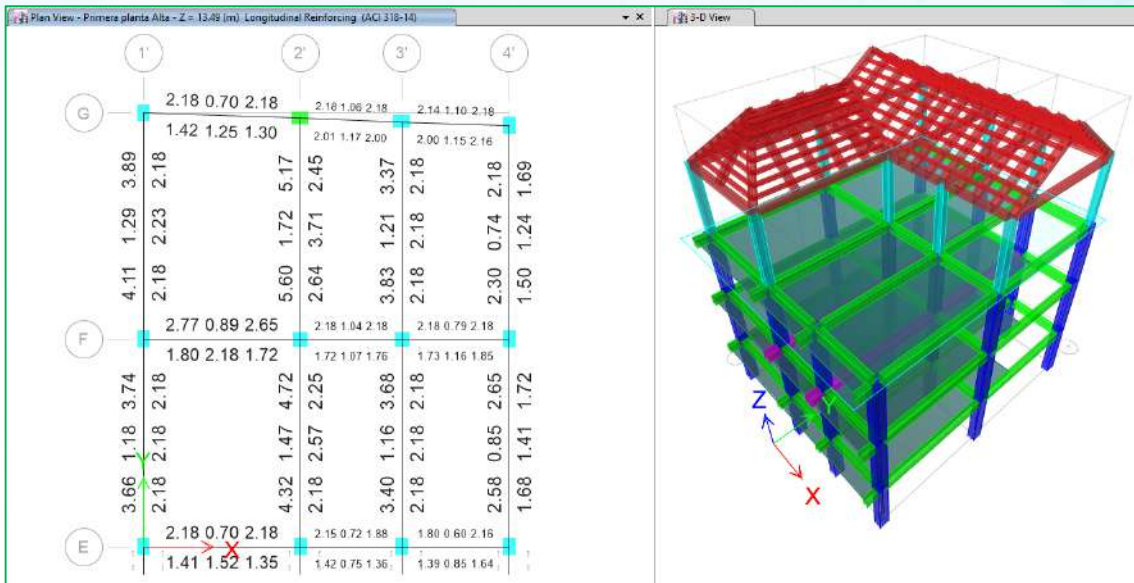 Plan View - Primera planta Alta - Z = 13.49 (m) Longitudinal Reinforcing (ACI 318-14)
3-D View
1' 2' 3' 4'
G
2.18 0.70 2.18 2.18 1.06 2.18 2.14 1.10 2.18
1.42 1.25 1.30 2.01 1.17 2.00 2.00 1.15 2.16
4.11 1.29 3.89
2.18 2.23 2.18
5.60 1.72 5.17
2.64 3.71 2.45
3.83 1.21 3.37
2.18 2.18 2.18
2.30 0.74 2.18
1.50 1.24 1.69
F
2.77 0.89 2.65 2.18 1.04 2.18 2.18 0.79 2.18
1.80 2.18 1.72 1.72 1.07 1.76 1.73 1.16 1.85
3.66 1.18 3.74
2.18 2.18 2.18
4.32 1.47 4.72
2.18 2.57 2.25
3.40 1.16 3.68
2.18 2.18 2.18
2.58 0.85 2.65
1.68 1.41 1.72
Y
E
2.18 0.70 2.18 2.15 0.72 1.88 1.80 0.60 2.16
X
1.41 1.52 1.35 1.42 0.75 1.36 1.39 0.85 1.64
Z
Y
X